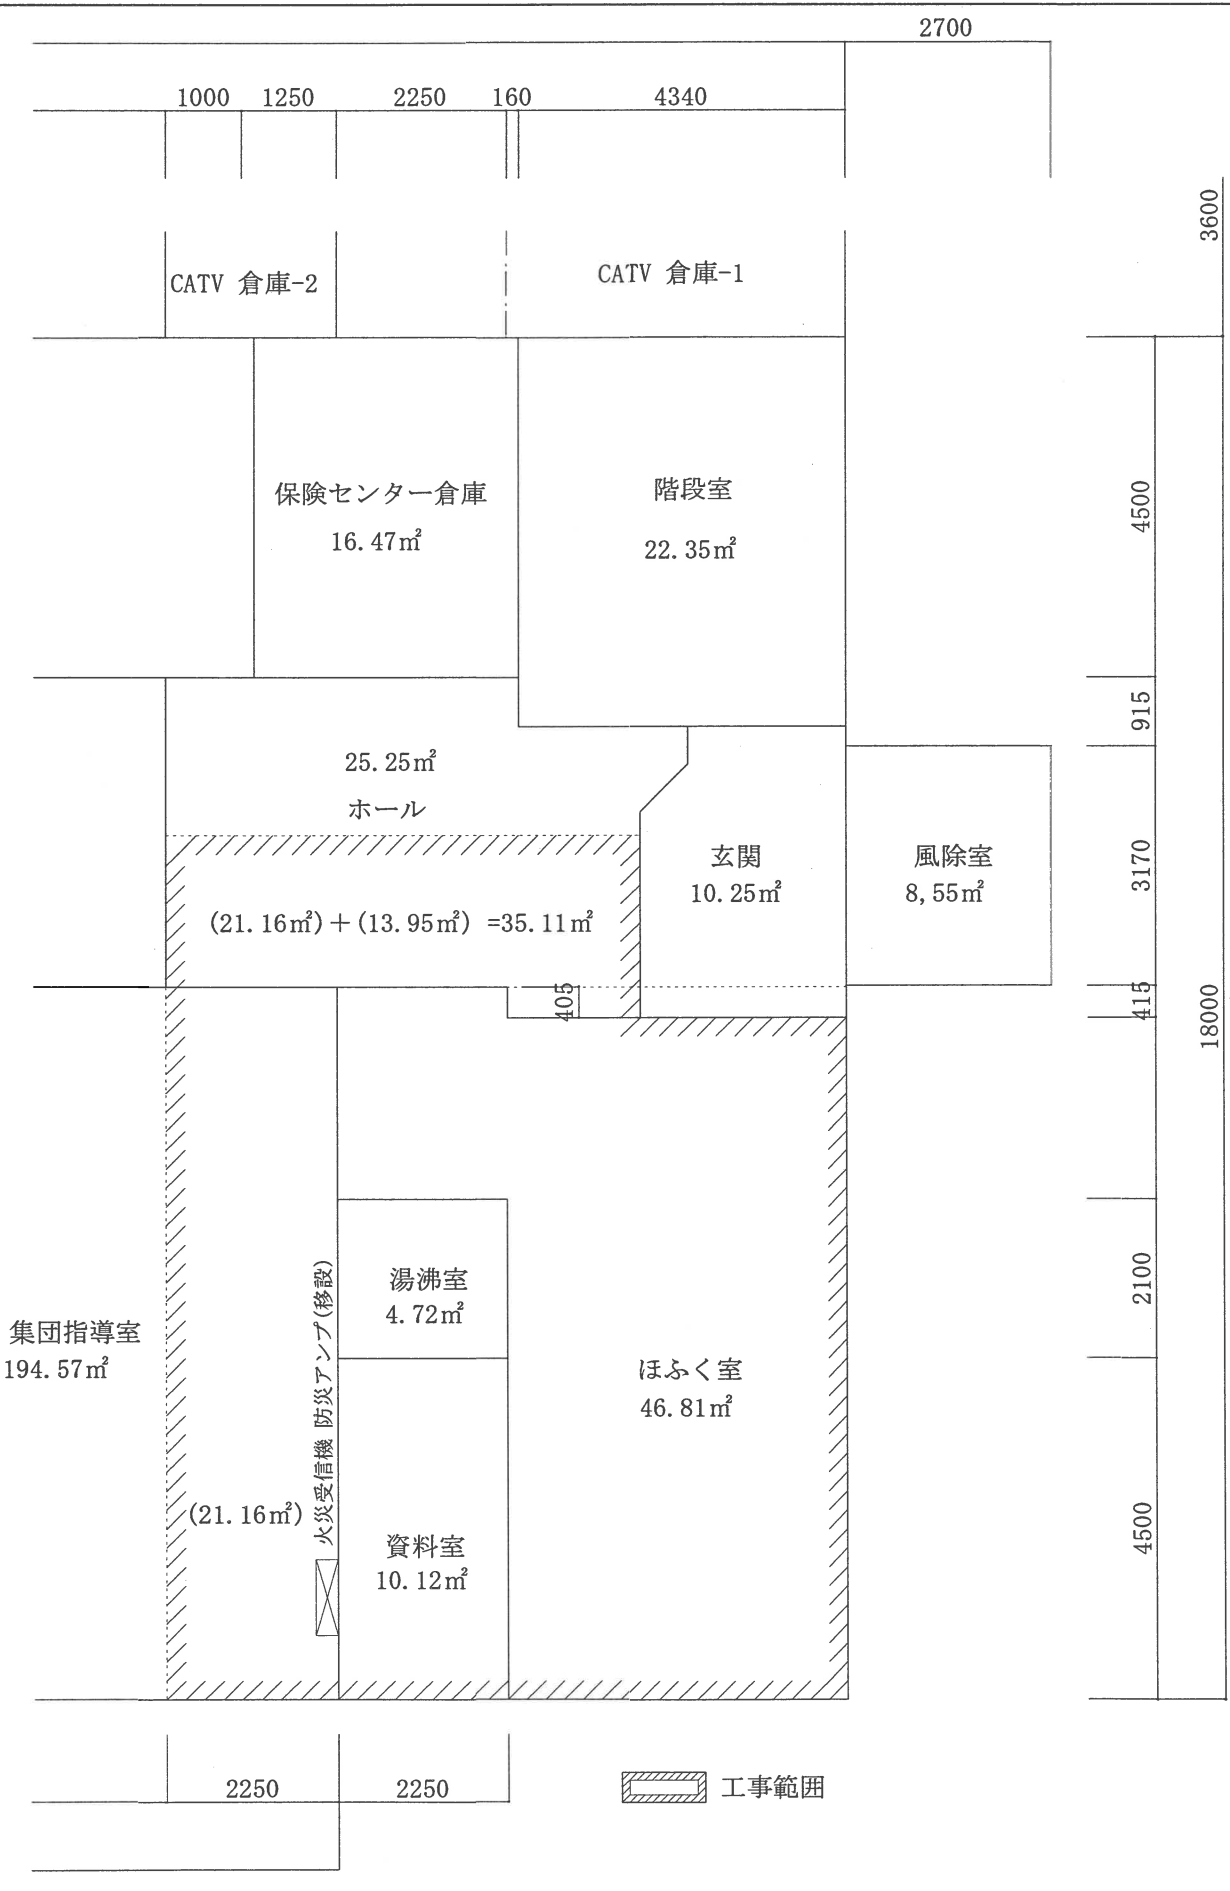 2700
1000 1250 2250 160 4340
3600
CATV 倉庫-2
CATV 倉庫-1
保険センター倉庫
16.47㎡
階段室
22.35㎡
4500
915
25.25㎡
ホール
玄関
10.25㎡
風除室
8,55㎡
3170
(21.16㎡)+(13.95㎡) =35.11㎡
405
415
18000
湯沸室
4.72㎡
2100
集団指導室
194.57㎡
火災受信機 防災アンプ(移設)
ほふく室
46.81㎡
(21.16㎡)
資料室
10.12㎡
4500
2250 2250
工事範囲